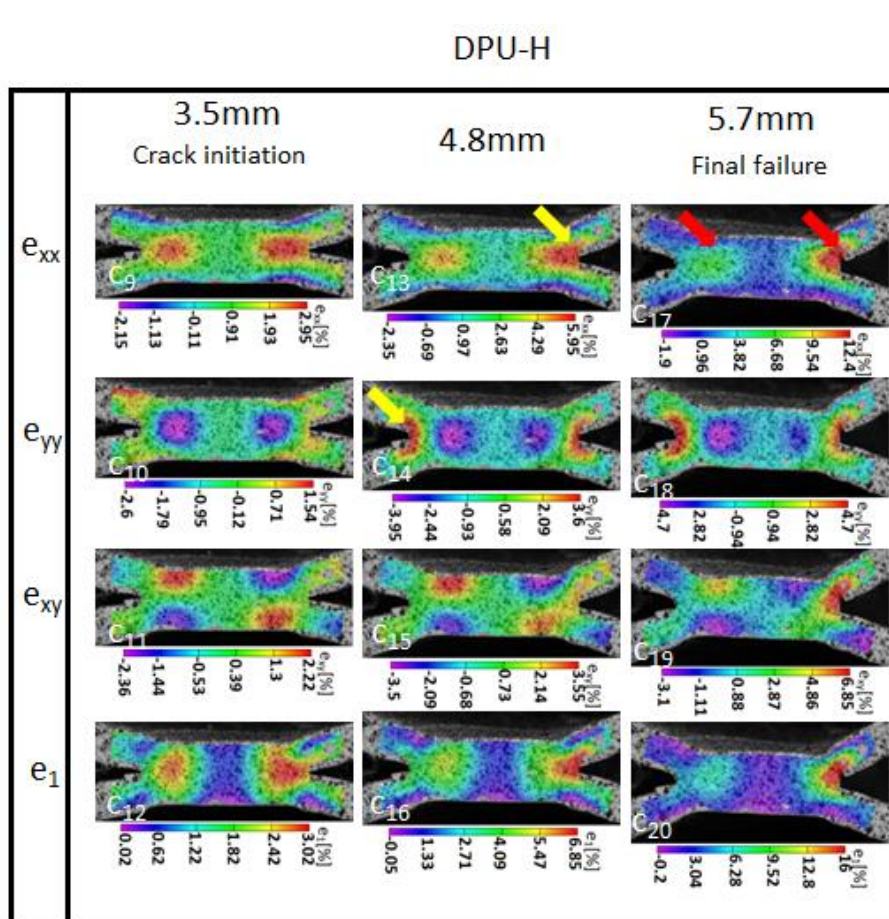 DPU-H
3.5mm
Crack initiation
4.8mm
5.7mm
Final failure
exx
C9
-2.15 -1.13 -0.11 0.91 1.93 2.95 exx[%]
C13
-2.35 -0.69 0.97 2.63 4.29 5.95 exx[%]
C17
-1.9 0.96 3.82 6.68 9.54 12.4 exx[%]
eyy
C10
-2.6 -1.79 -0.95 -0.12 0.71 1.54 eyy[%]
C14
-3.95 -2.44 -0.93 0.58 2.09 3.6 eyy[%]
C18
4.7 2.82 -0.94 0.94 2.82 4.7 eyy[%]
exy
C11
-2.36 -1.44 -0.53 0.39 1.3 2.22 exy[%]
C15
-3.5 -2.09 -0.68 0.73 2.14 3.55 exy[%]
C19
-3.1 -1.11 0.88 2.87 4.86 6.85 exy[%]
e1
C12
0.02 0.62 1.22 1.82 2.42 3.02 e1[%]
C16
-0.05 1.33 2.71 4.09 5.47 6.85 e1[%]
C20
-0.2 3.04 6.28 9.52 12.8 16 e1[%]